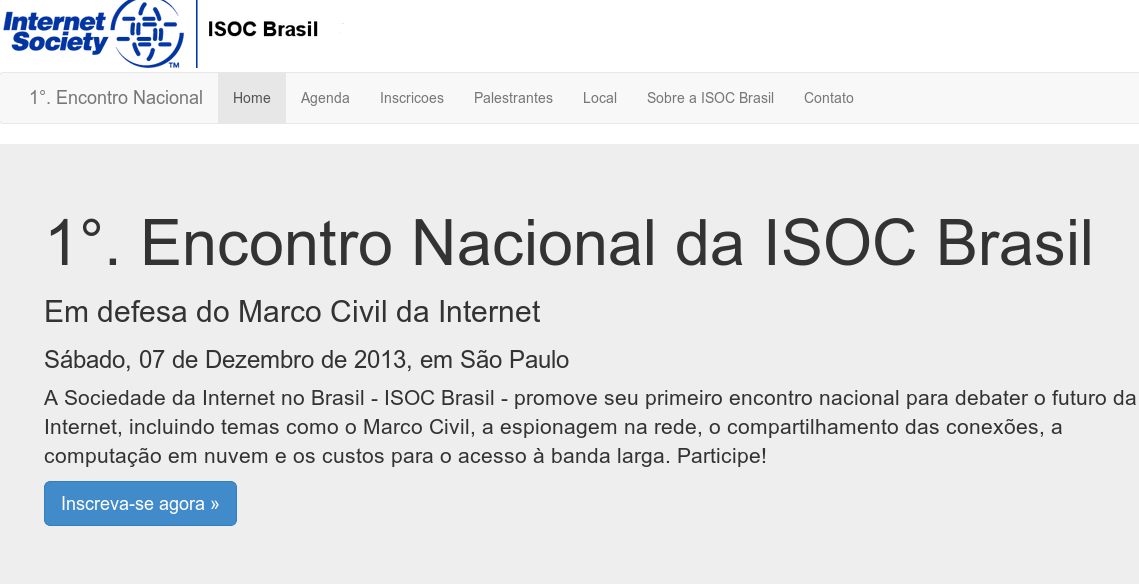 Internet
Society
TM
ISOC Brasil
1°. Encontro Nacional Home Agenda Inscricoes Palestrantes Local Sobre a ISOC Brasil Contato
1°. Encontro Nacional da ISOC Brasil
Em defesa do Marco Civil da Internet
Sábado, 07 de Dezembro de 2013, em São Paulo
A Sociedade da Internet no Brasil - ISOC Brasil - promove seu primeiro encontro nacional para debater o futuro da
Internet, incluindo temas como o Marco Civil, a espionagem na rede, o compartilhamento das conexões, a
computação em nuvem e os custos para o acesso à banda larga. Participe!
Inscreva-se agora »